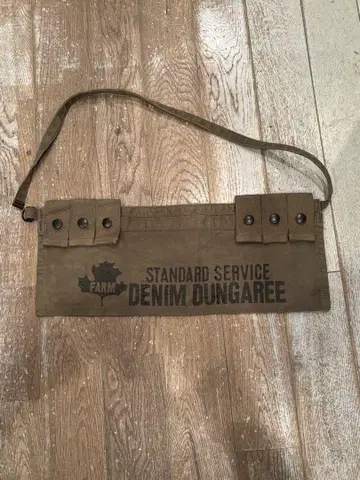 FARM
STANDARD SERVICE
DENIM DUNGAREE